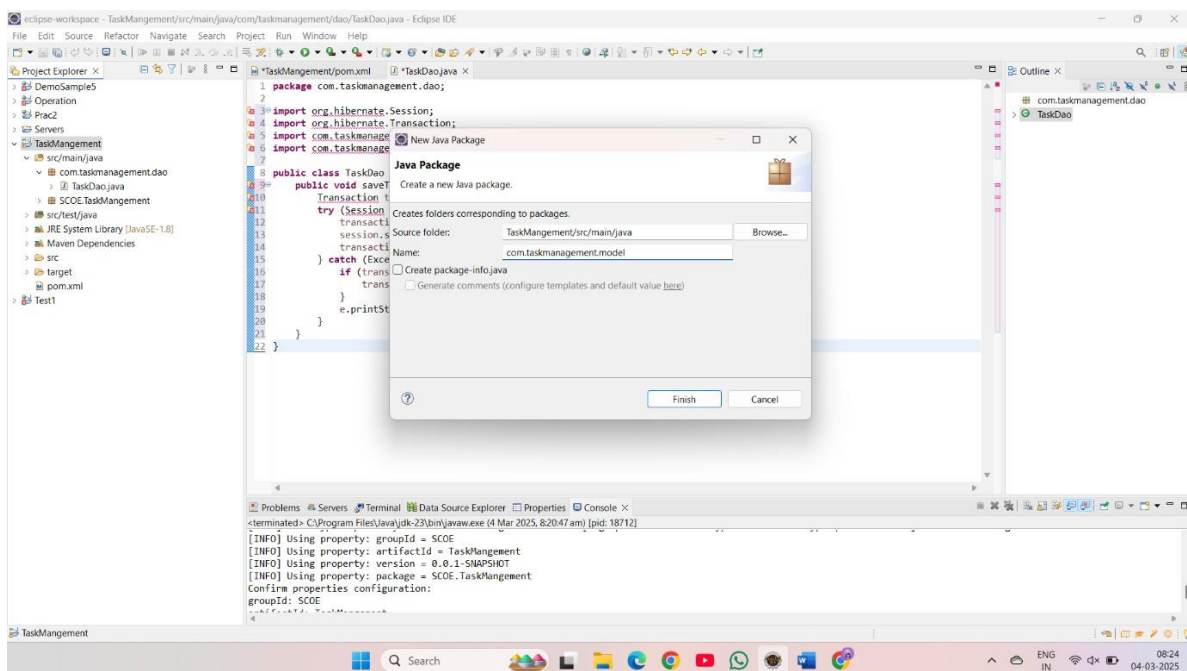 eclipse-workspace - TaskMangement/src/main/java/com/taskmanagement/dao/TaskDao.java - Eclipse IDE
File Edit Source Refactor Navigate Search Project Run Window Help
Project Explorer
DemoSample5
Operation
Prac2
Servers
TaskMangement
src/main/java
com.taskmanagement.dao
TaskDao.java
SCOE.TaskMangement
src/test/java
JRE System Library [JavaSE-1.8]
Maven Dependencies
src
target
pom.xml
Test1
*TaskMangement/pom.xml *TaskDao.java
1 package com.taskmanagement.dao;
2
3 import org.hibernate.Session;
4 import org.hibernate.Transaction;
5 import com.taskmanage
6 import com.taskmanage
7
8 public class TaskDao
9 public void saveT
10 Transaction t
11 try (Session
12 transacti
13 session.s
14 transacti
15 } catch (Exce
16 if (trans
17 trans
18 }
19 e.printSt
20 }
21 }
22 }
New Java Package
Java Package
Create a new Java package.
Creates folders corresponding to packages.
Source folder: TaskMangement/src/main/java Browse...
Name: com.taskmanagement.model
Create package-info.java
Generate comments (configure templates and default value here)
Finish Cancel
Outline
com.taskmanagement.dao
TaskDao
Problems Servers Terminal Data Source Explorer Properties Console
<terminated> C:\Program Files\Java\jdk-23\bin\javaw.exe (4 Mar 2025, 8:20:47 am) [pid: 18712]
[INFO] Using property: groupId = SCOE
[INFO] Using property: artifactId = TaskMangement
[INFO] Using property: version = 0.0.1-SNAPSHOT
[INFO] Using property: package = SCOE.TaskMangement
Confirm properties configuration:
groupId: SCOE
TaskMangement
Search
ENG
IN
08:24
04-03-2025